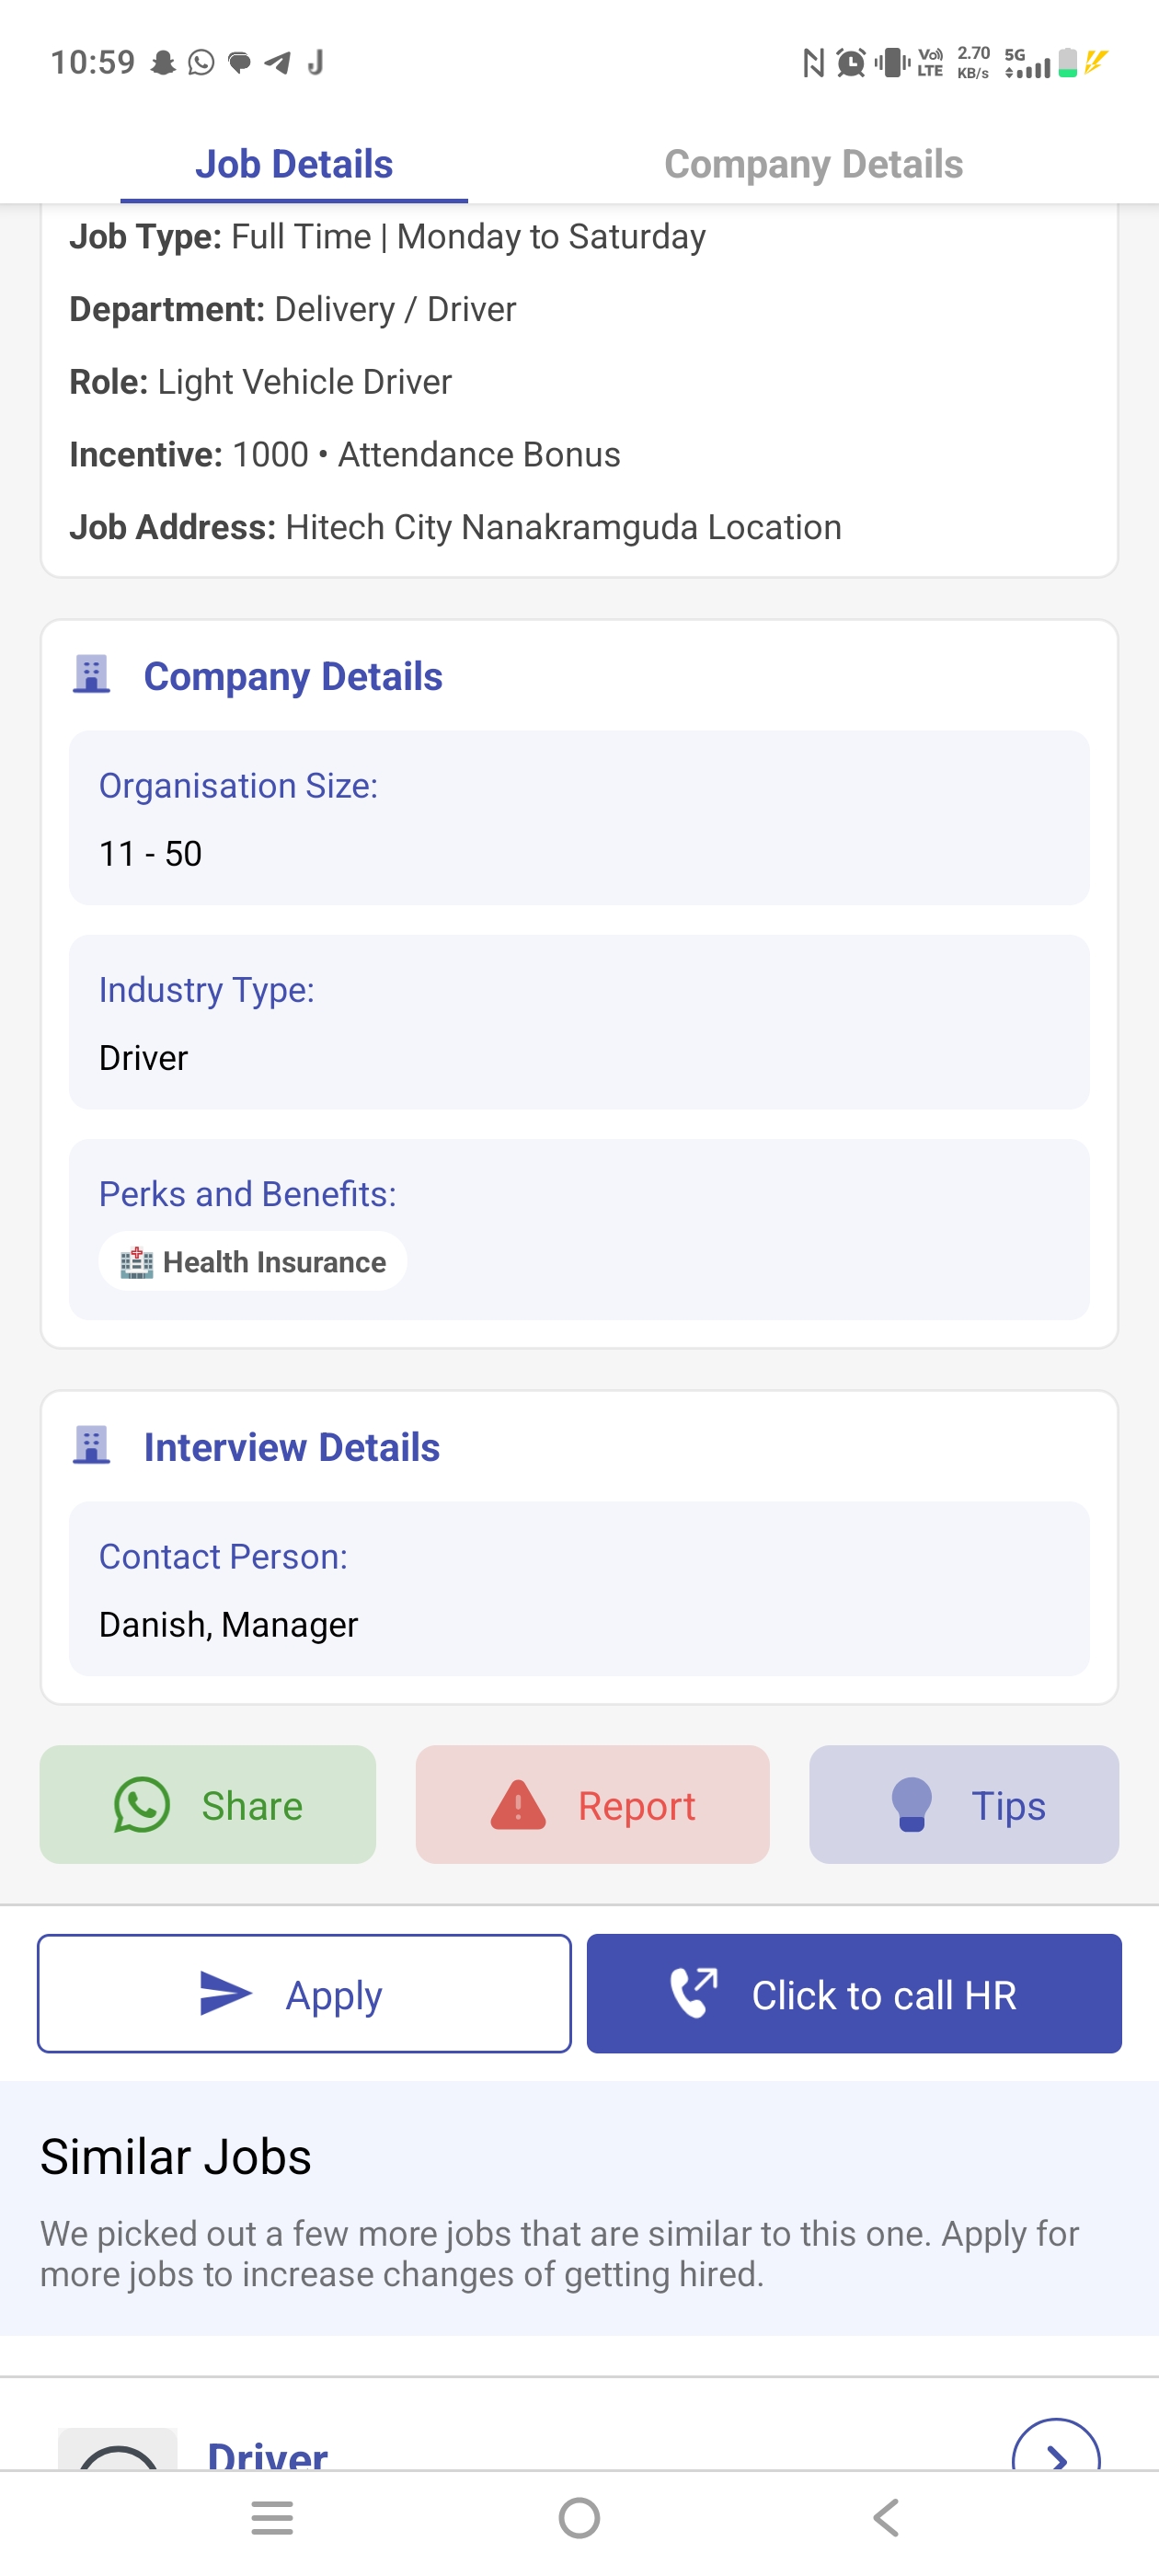 10:59
Vo) LTE 2.70 KB/s 5G
Job Details
Company Details
Job Type: Full Time | Monday to Saturday
Department: Delivery / Driver
Role: Light Vehicle Driver
Incentive: 1000 • Attendance Bonus
Job Address: Hitech City Nanakramguda Location
Company Details
Organisation Size:
11 - 50
Industry Type:
Driver
Perks and Benefits:
Health Insurance
Interview Details
Contact Person:
Danish, Manager
Share
Report
Tips
Apply
Click to call HR
Similar Jobs
We picked out a few more jobs that are similar to this one. Apply for
more jobs to increase changes of getting hired.
Driver